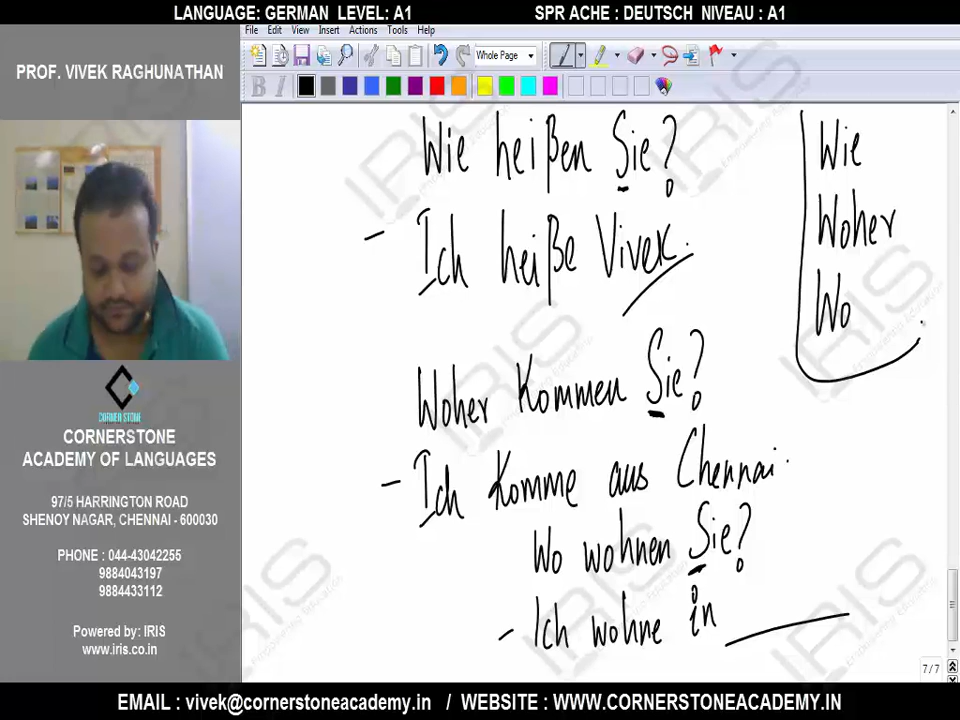 LANGUAGE: GERMAN LEVEL: A1
SPR ACHE : DEUTSCH NIVEAU : A1
PROF. VIVEK RAGHUNATHAN
File Edit View Insert Actions Tools Help
Whole Page
B I
Wie heißen Sie?
- Ich heiße Vivek.
Woher kommen Sie?
- Ich komme aus Chennai.
Wo wohnen Sie?
- Ich wohne in ______
Wie
Woher
Wo
7/7
CORNER STONE
CORNERSTONE
ACADEMY OF LANGUAGES
97/5 HARRINGTON ROAD
SHENOY NAGAR, CHENNAI - 600030
PHONE : 044-43042255
9884043197
9884433112
Powered by: IRIS
www.iris.co.in
IRIS
EMAIL : vivek@cornerstoneacademy.in / WEBSITE : WWW.CORNERSTONEACADEMY.IN